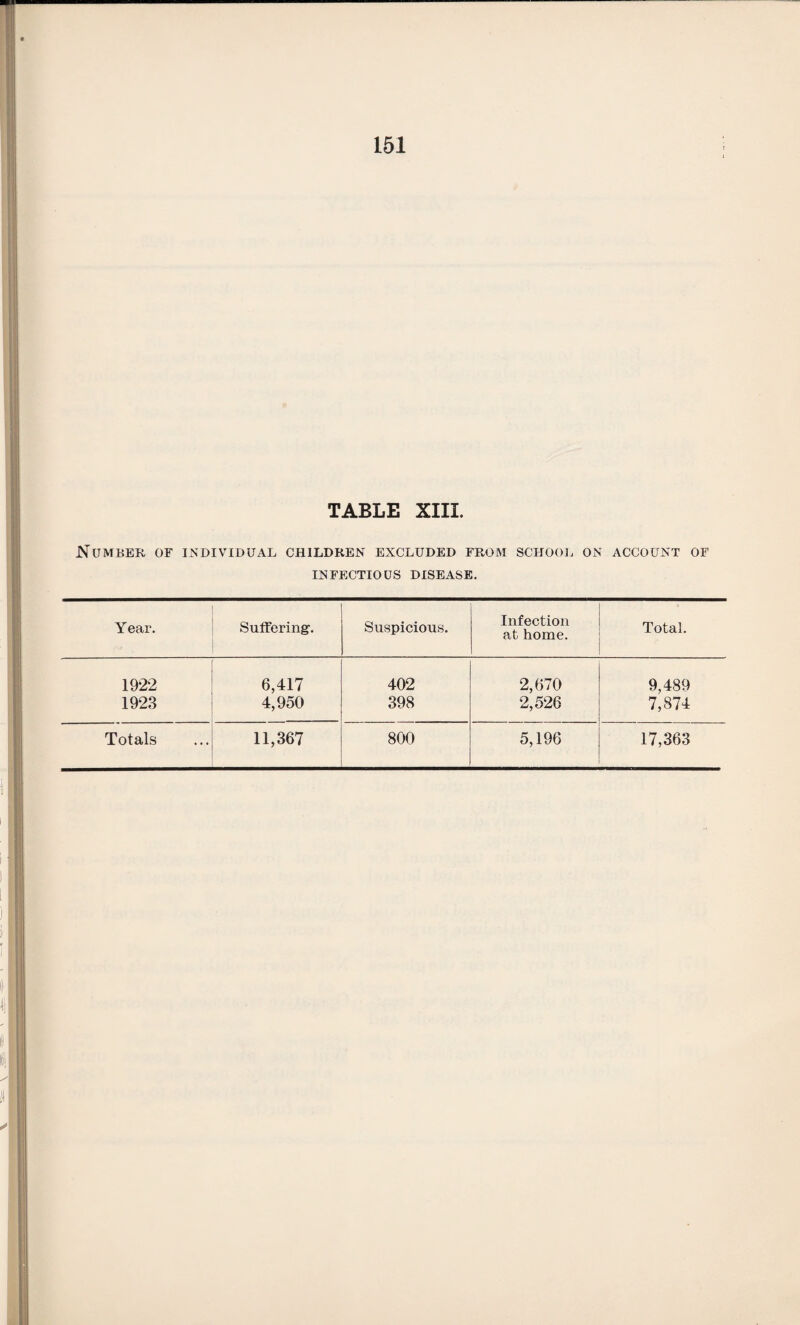 151
TABLE XIII.
NUMBER OF INDIVIDUAL CHILDREN EXCLUDED FROM SCHOOL ON ACCOUNT OF
INFECTIOUS DISEASE.
Year. Suffering. Suspicious. Infection at home. Total.
1922 6,417 402 2,670 9,489
1923 4,950 398 2,526 7,874
Totals ... 11,367 800 5,196 17,363